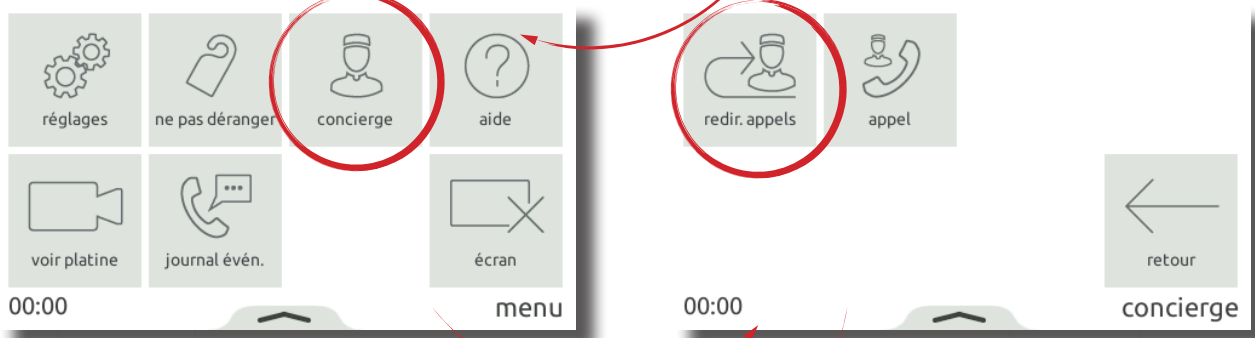 réglages
ne pas déranger
concierge
aide
voir platine
journal évén.
écran
00:00
menu
redir. appels
appel
retour
00:00
concierge